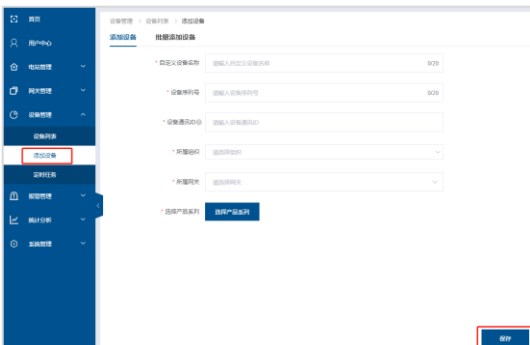 首页
用户中心
电站管理
网关管理
设备管理
设备列表
添加设备
定时任务
报警管理
统计分析
系统管理
设备管理 > 设备列表 > 添加设备
添加设备 批量添加设备
* 自定义设备名称 请输入自定义设备名称 0/20
* 设备序列号 请输入设备序列号 0/30
* 设备通讯ID 请输入设备通讯ID
* 所属组织 请选择组织
* 所属网关 请选择网关
* 选择产品系列 选择产品系列
保存